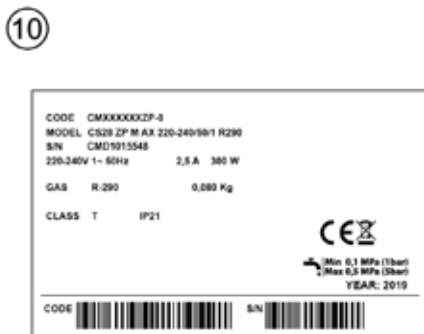 10
CODE CMXXXXXXZP-0
MODEL CS28 ZP M AX 220-240/50/1 R290
S/N CMD1015548
220-240V 1~ 50Hz 2,5 A 300 W
GAS R-290 0,080 Kg
CLASS T IP21
CE
Min 0,1 MPa (1bar)
Max 0,5 MPa (5bar)
YEAR: 2019
CODE S/N